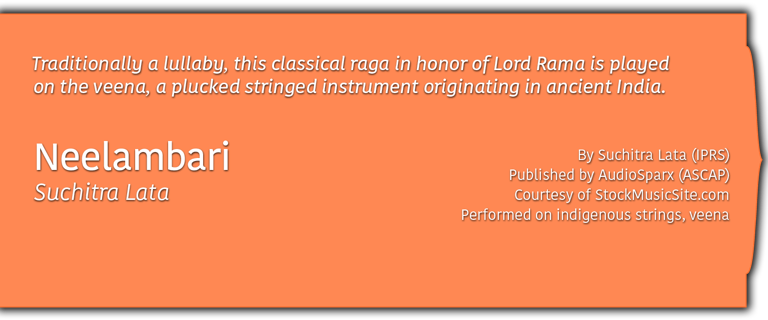 Traditionally a lullaby, this classical raga in honor of Lord Rama is played
on the veena, a plucked stringed instrument originating in ancient India.
Neelambari
Suchitra Lata
By Suchitra Lata (IPRS)
Published by AudioSparx (ASCAP)
Courtesy of StockMusicSite.com
Performed on indigenous strings, veena